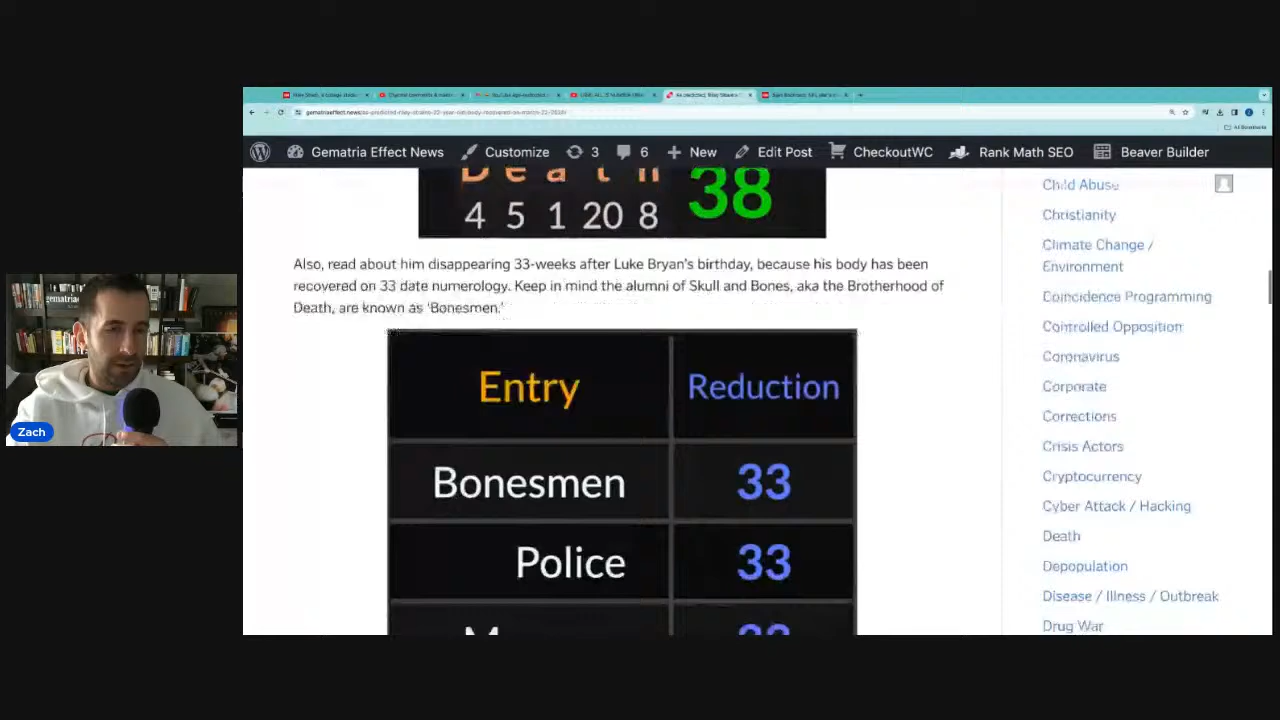 gematriaeffect.news/
Gematria Effect News Customize 3 6 New Edit Post CheckoutWC Rank Math SEO Beaver Builder
Death
4 5 1 20 8
38
Also, read about him disappearing 33-weeks after Luke Bryan's birthday, because his body has been
recovered on 33 date numerology. Keep in mind the alumni of Skull and Bones, aka the Brotherhood of
Death, are known as 'Bonesmen.'
Entry Reduction
Bonesmen 33
Police 33
33
Child Abuse
Christianity
Climate Change /
Environment
Coincidence Programming
Controlled Opposition
Coronavirus
Corporate
Corrections
Crisis Actors
Cryptocurrency
Cyber Attack / Hacking
Death
Depopulation
Disease / Illness / Outbreak
Drug War
Zach